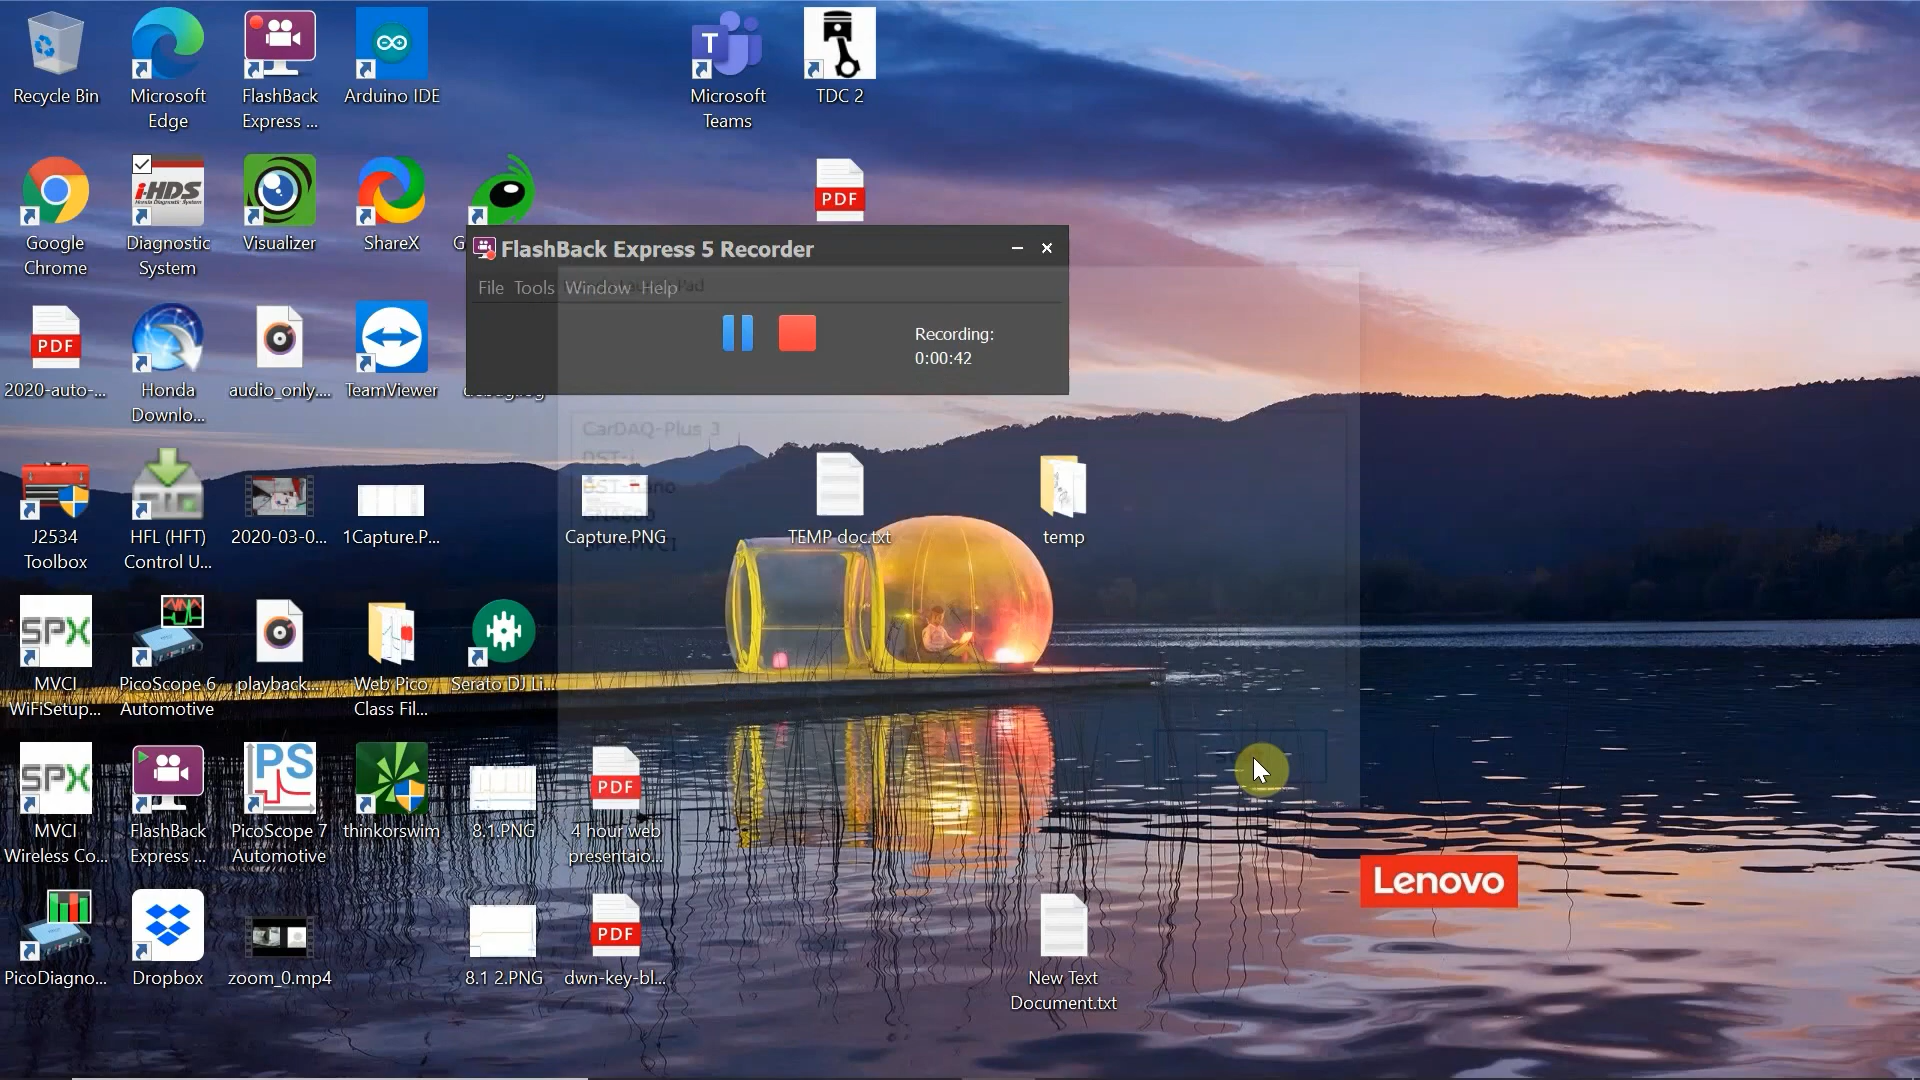 Recycle Bin
Microsoft
Edge
FlashBack
Express ...
Arduino IDE
Microsoft
Teams
TDC 2
PDF
Google
Chrome
i-HDS
Diagnostic
System
Visualizer
ShareX
G
FlashBack Express 5 Recorder
File Tools Window Help
Recording:
0:00:42
PDF
2020-auto-...
Honda
Downlo...
audio_only....
TeamViewer
CarDAQ-Plus 3
DST-i
DST-nano
GNA600
J2534
Toolbox
HFL (HFT)
Control U...
2020-03-0...
1Capture.P...
Capture.PNG
TEMP doc.txt
temp
SPX
MVCI
WiFiSetup...
PicoScope 6
Automotive
playback....
Web Pico
Class Fil...
Serato DJ Li...
SPX
MVCI
Wireless Co...
FlashBack
Express ...
PS
PicoScope 7
Automotive
thinkorswim
8.1.PNG
PDF
4 hour web
presentaio...
Lenovo
PicoDiagno...
Dropbox
zoom_0.mp4
8.1 2.PNG
PDF
dwn-key-bl...
New Text
Document.txt